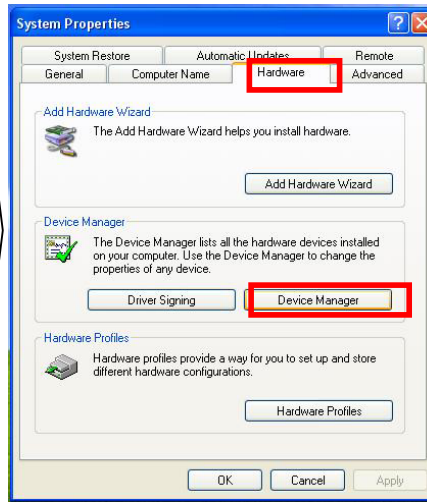 System Properties
System Restore Automatic Updates Remote
General Computer Name Hardware Advanced
Add Hardware Wizard
The Add Hardware Wizard helps you install hardware.
Add Hardware Wizard
Device Manager
The Device Manager lists all the hardware devices installed
on your computer. Use the Device Manager to change the
properties of any device.
Driver Signing Device Manager
Hardware Profiles
Hardware profiles provide a way for you to set up and store
different hardware configurations.
Hardware Profiles
OK Cancel Apply